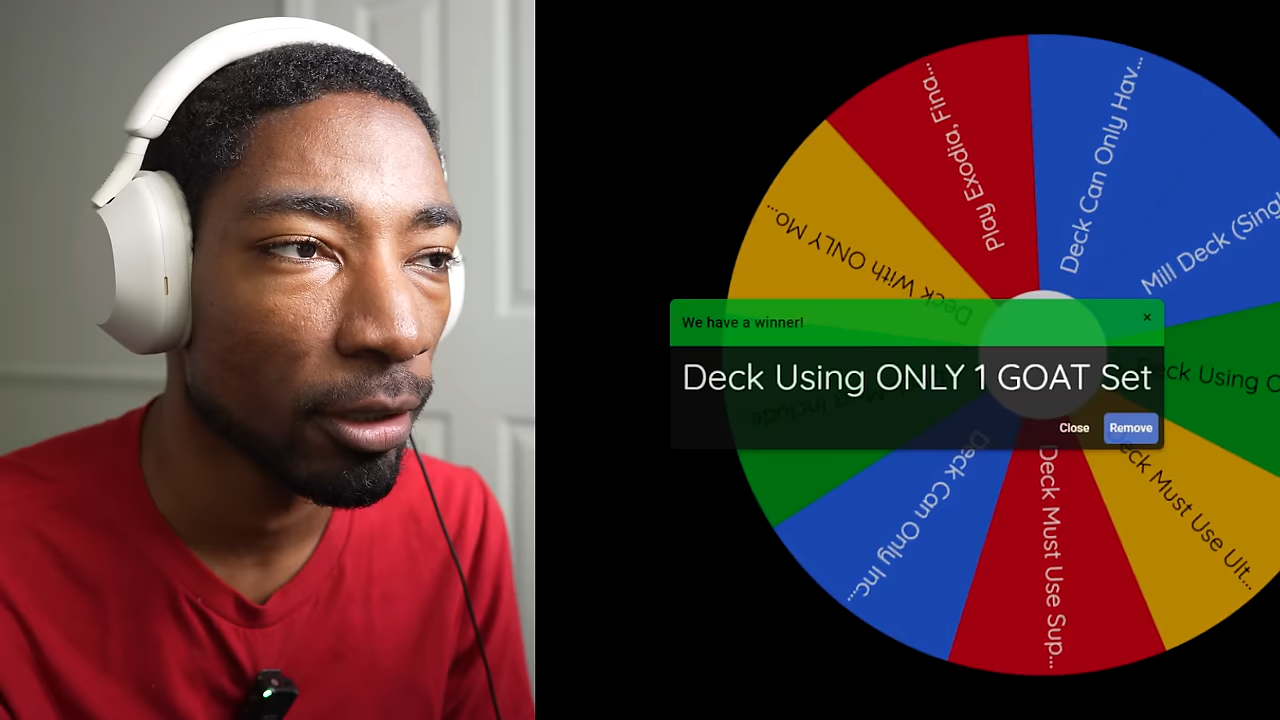 Deck Can Only Hav...
Play Exodia, Fina...
Mill Deck (Sing
Deck With ONLY Mo...
We have a winner!
×
Deck Using ONLY 1 GOAT Set
Deck Using O
Include
Close
Remove
Deck Must Use Ult...
Deck Can Only Inc...
Deck Must Use Sup...